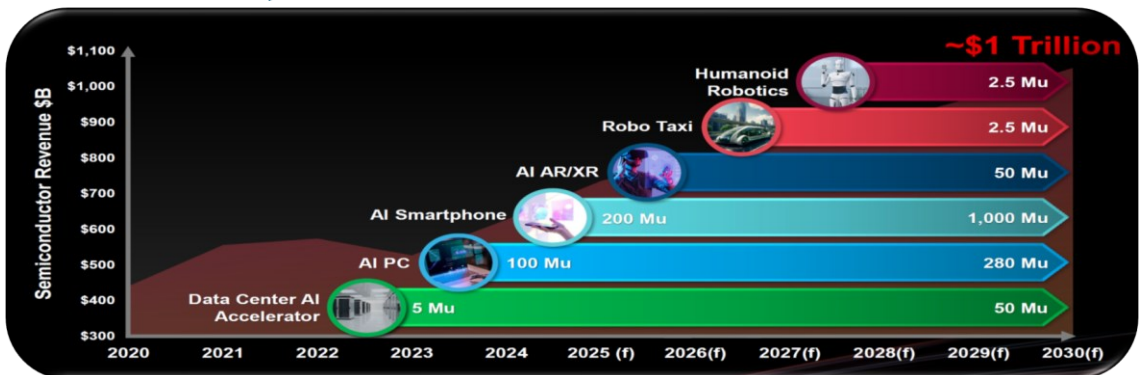 ~$1 Trillion
Semiconductor Revenue $B
$1,100
$1,000
$900
$800
$700
$600
$500
$400
$300
Humanoid
Robotics
2.5 Mu
Robo Taxi
2.5 Mu
AI AR/XR
50 Mu
AI Smartphone
200 Mu
1,000 Mu
AI PC
100 Mu
280 Mu
Data Center AI
Accelerator
5 Mu
50 Mu
2020 2021 2022 2023 2024 2025 (f) 2026(f) 2027(f) 2028(f) 2029(f) 2030(f)